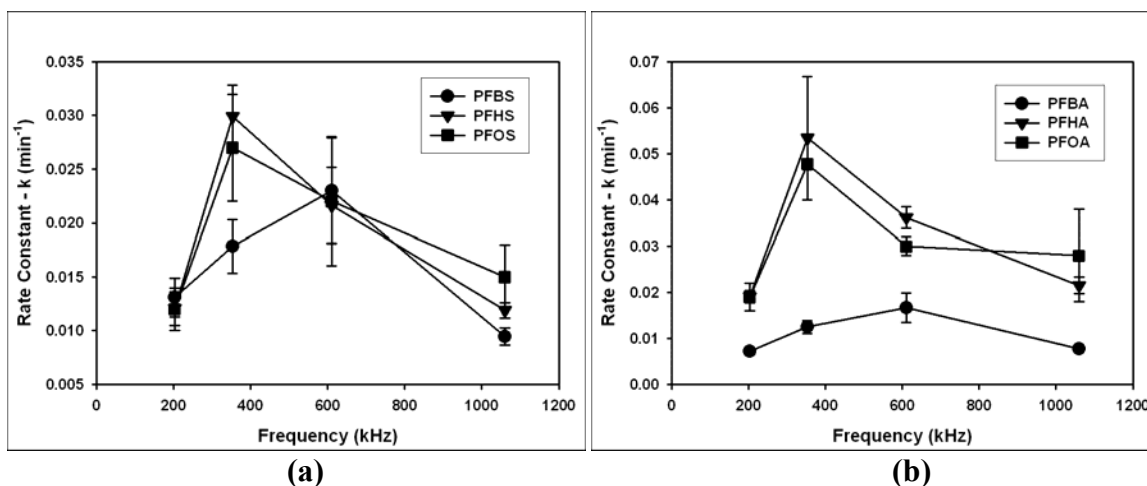 0.035
0.030
0.025
0.020
0.015
0.010
0.005
Rate Constant - k (min⁻¹)
PFBS
PFHS
PFOS
0 200 400 600 800 1000 1200
Frequency (kHz)
(a)
0.07
0.06
0.05
0.04
0.03
0.02
0.01
0.00
Rate Constant - k (min⁻¹)
PFBA
PFHA
PFOA
0 200 400 600 800 1000 1200
Frequency (kHz)
(b)